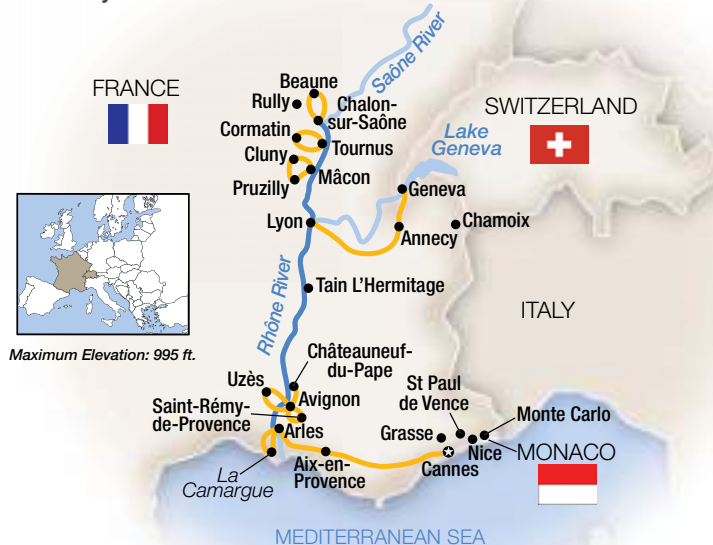 Saône River
FRANCE
Beaune
Rully
Chalon-
sur-Saône
SWITZERLAND
Cormatin
Tournus
Lake
Geneva
Cluny
Mâcon
Pruzilly
Geneva
Lyon
Chamoix
Annecy
Tain L'Hermitage
ITALY
Rhône River
Maximum Elevation: 995 ft.
Châteauneuf-
du-Pape
Uzès
Avignon
St Paul
de Vence
Saint-Rémy-
de-Provence
Monte Carlo
Arles
Grasse
Nice
MONACO
La
Camargue
Aix-en-
Provence
Cannes
MEDITERRANEAN SEA